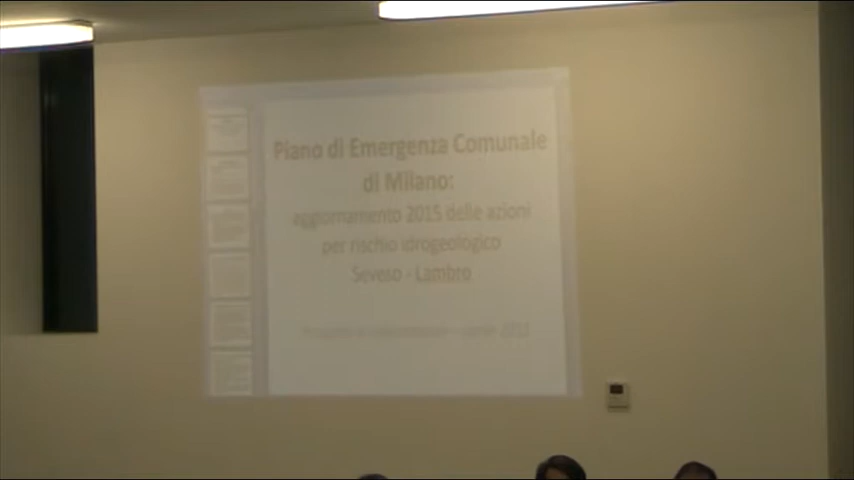 Piano di Emergenza Comunale
di Milano:
aggiornamento 2015 delle azioni
per rischio idrogeologico
Seveso - Lambro